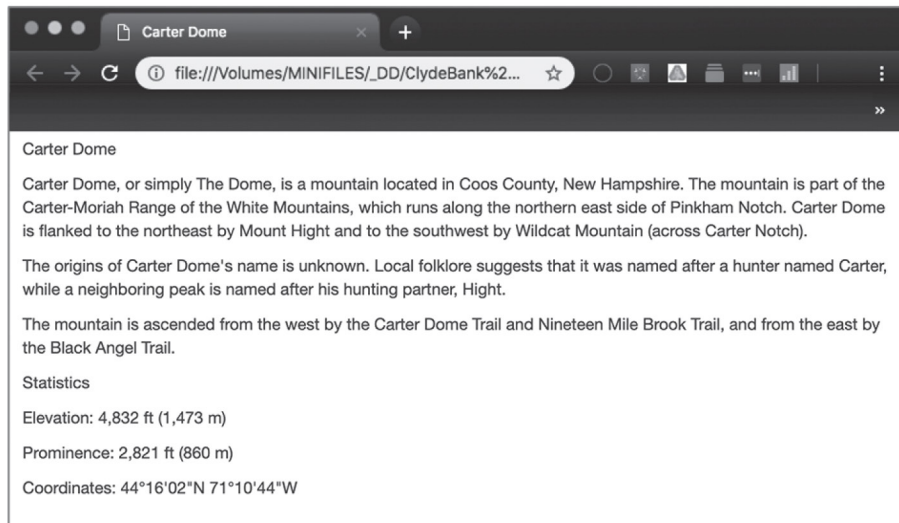 Carter Dome
file:///Volumes/MINIFILES/_DD/ClydeBank%2...
Carter Dome
Carter Dome, or simply The Dome, is a mountain located in Coos County, New Hampshire. The mountain is part of the
Carter-Moriah Range of the White Mountains, which runs along the northern east side of Pinkham Notch. Carter Dome
is flanked to the northeast by Mount Hight and to the southwest by Wildcat Mountain (across Carter Notch).
The origins of Carter Dome's name is unknown. Local folklore suggests that it was named after a hunter named Carter,
while a neighboring peak is named after his hunting partner, Hight.
The mountain is ascended from the west by the Carter Dome Trail and Nineteen Mile Brook Trail, and from the east by
the Black Angel Trail.
Statistics
Elevation: 4,832 ft (1,473 m)
Prominence: 2,821 ft (860 m)
Coordinates: 44°16'02"N 71°10'44"W